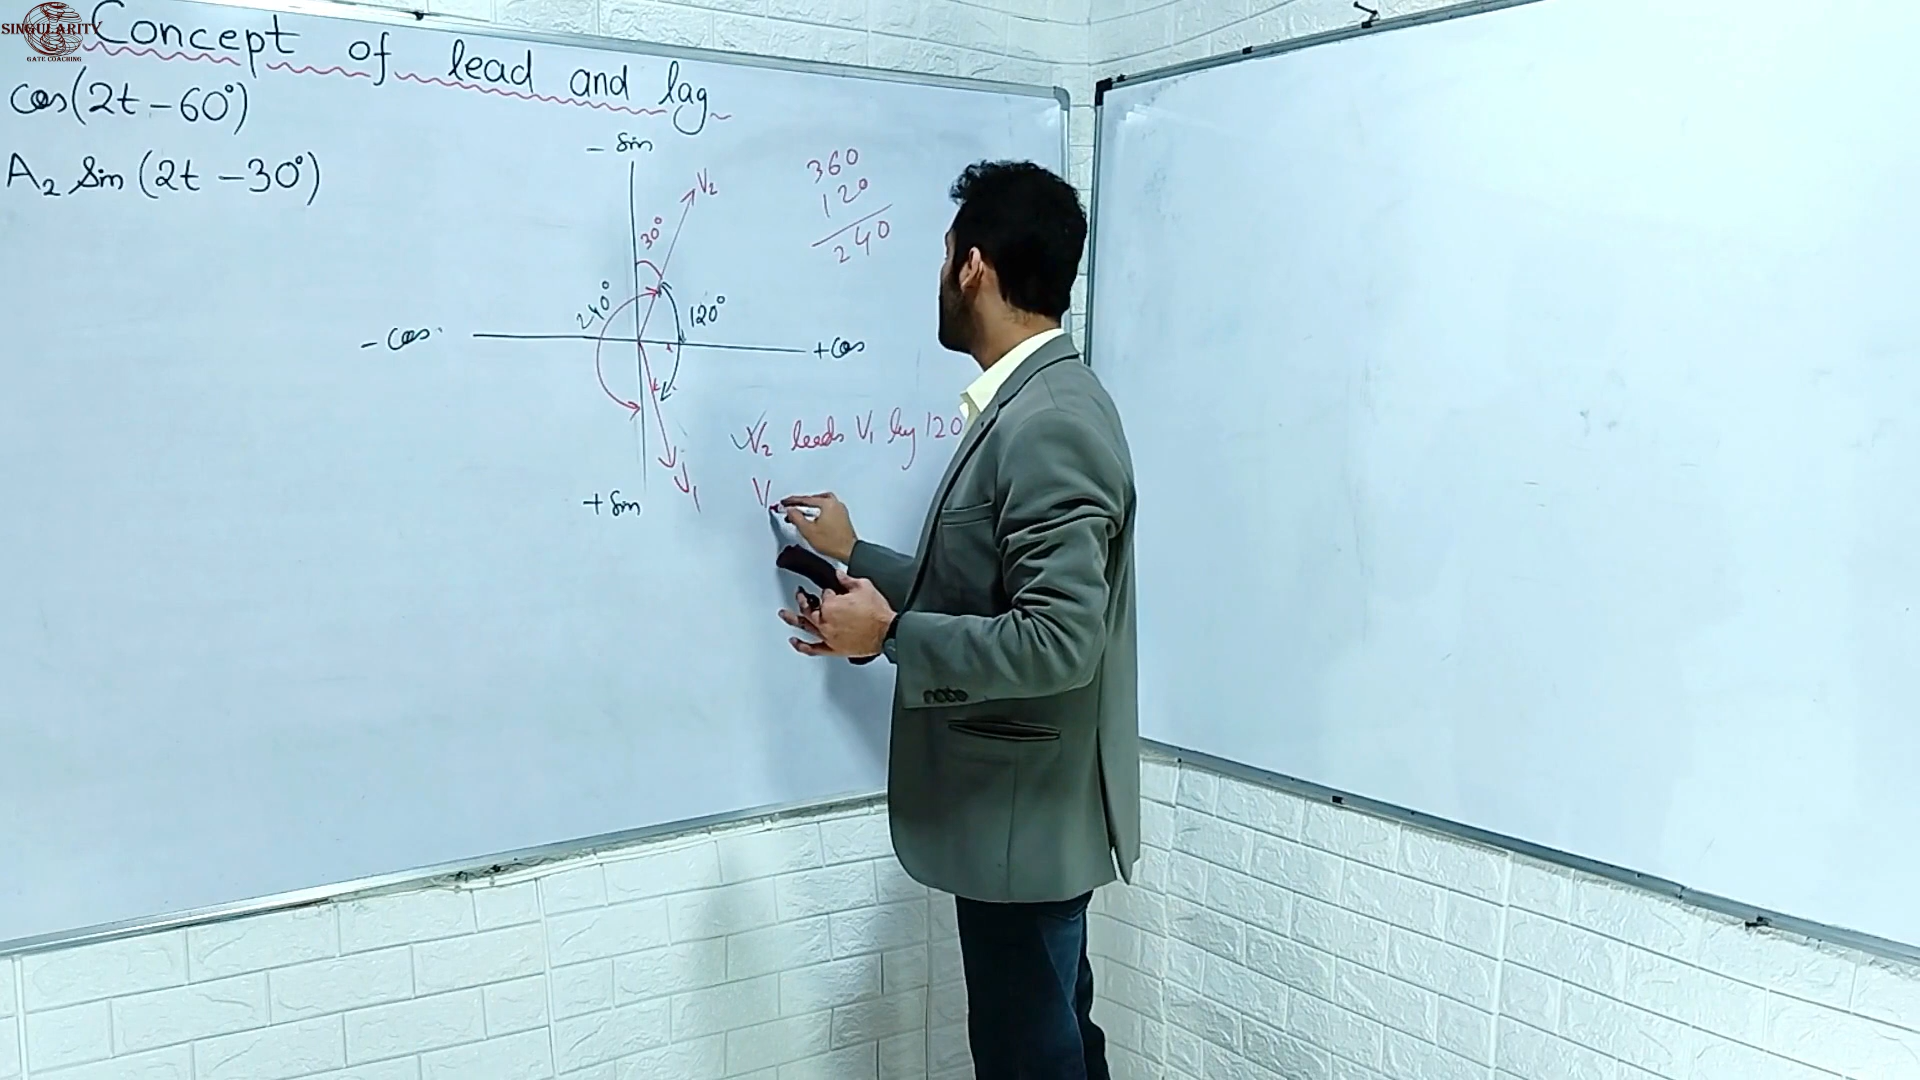 SINGULARITY
GATE COACHING
Concept of lead and lag
cos(2t-60°)
A₂ sin (2t -30°)
- sin
V₂
30°
360
120
240
240°
120°
- cos
+cos
V₂ leads V₁ by 120
V₁
+ sin
V